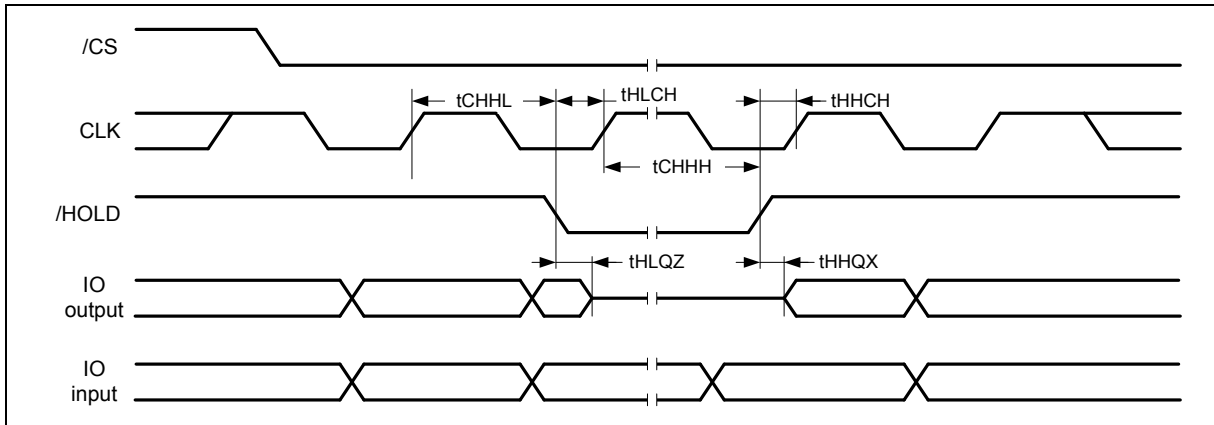 /CS
tCHHL
tHLCH
tHHCH
CLK
tCHHH
/HOLD
tHLQZ
tHHQX
IO
output
IO
input